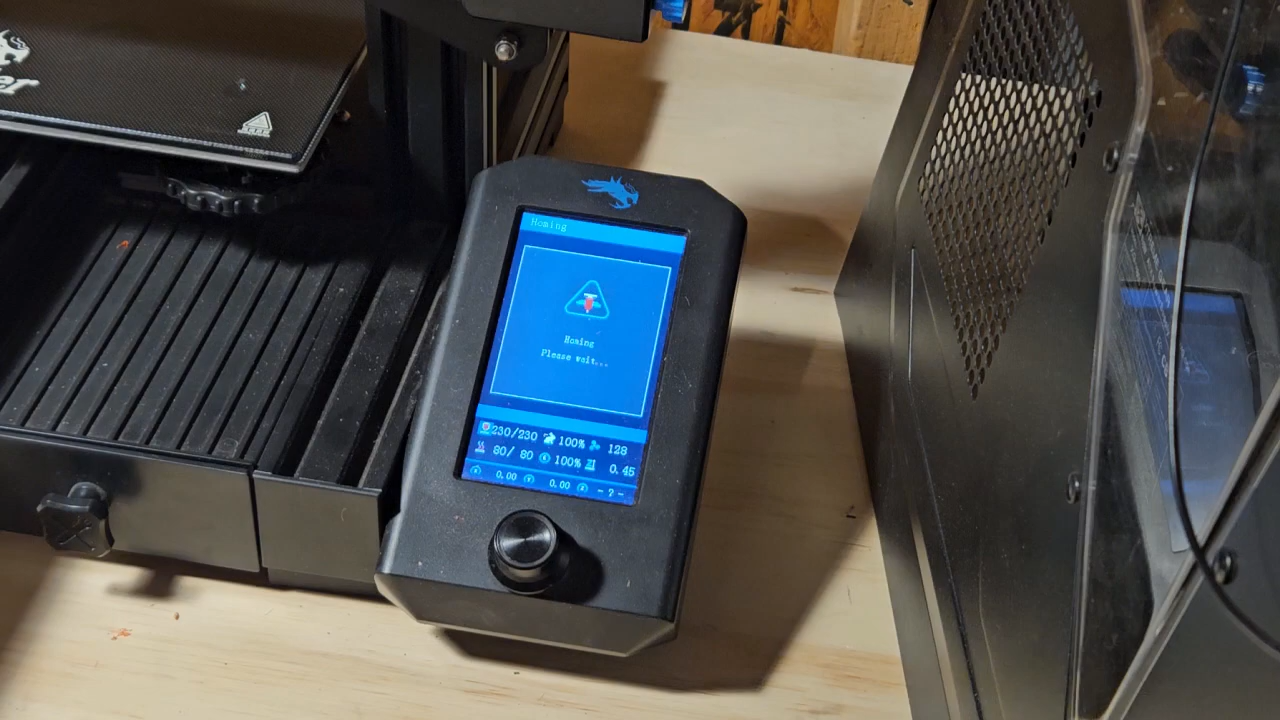 Homing
Homing
Please wait...
230/230 100% 128
80/ 80 100% 0.45
0.00 0.00 - ? -